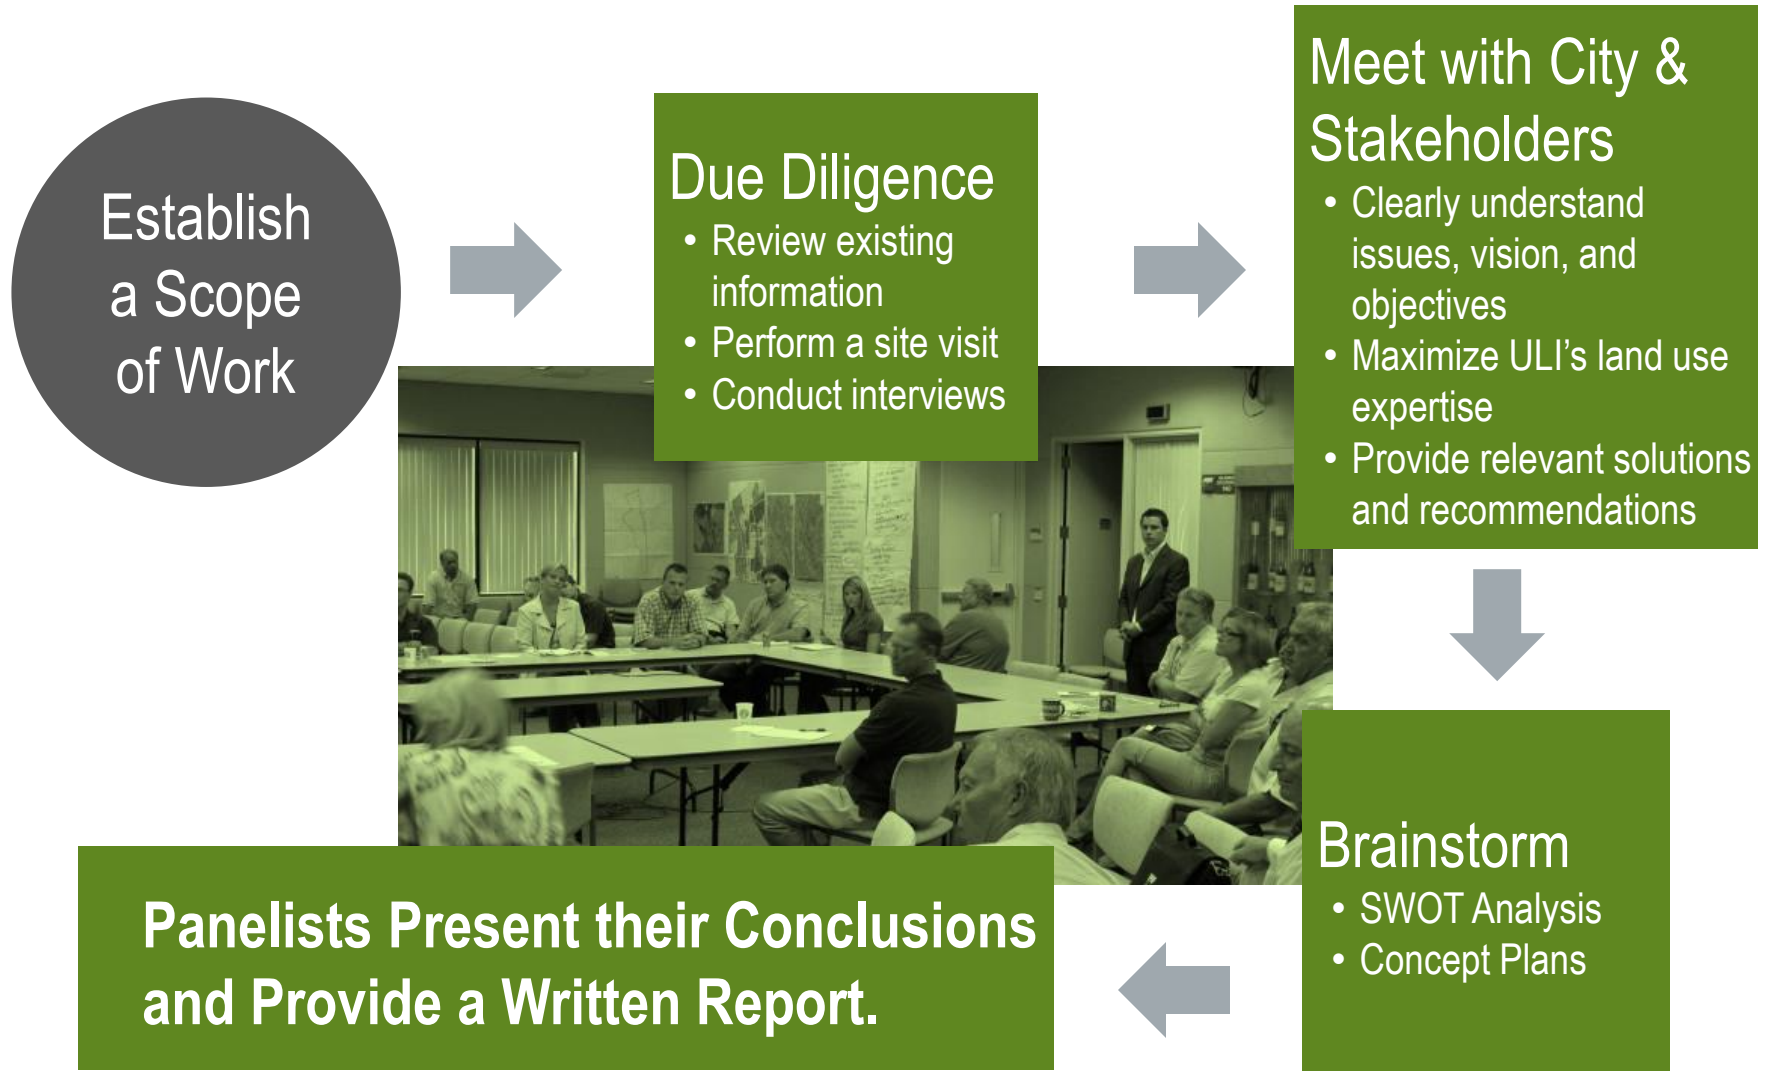 Establish
a Scope
of Work
Due Diligence
• Review existing
information
• Perform a site visit
• Conduct interviews
Meet with City &
Stakeholders
• Clearly understand
issues, vision, and
objectives
• Maximize ULI’s land use
expertise
• Provide relevant solutions
and recommendations
Brainstorm
• SWOT Analysis
• Concept Plans
Panelists Present their Conclusions
and Provide a Written Report.